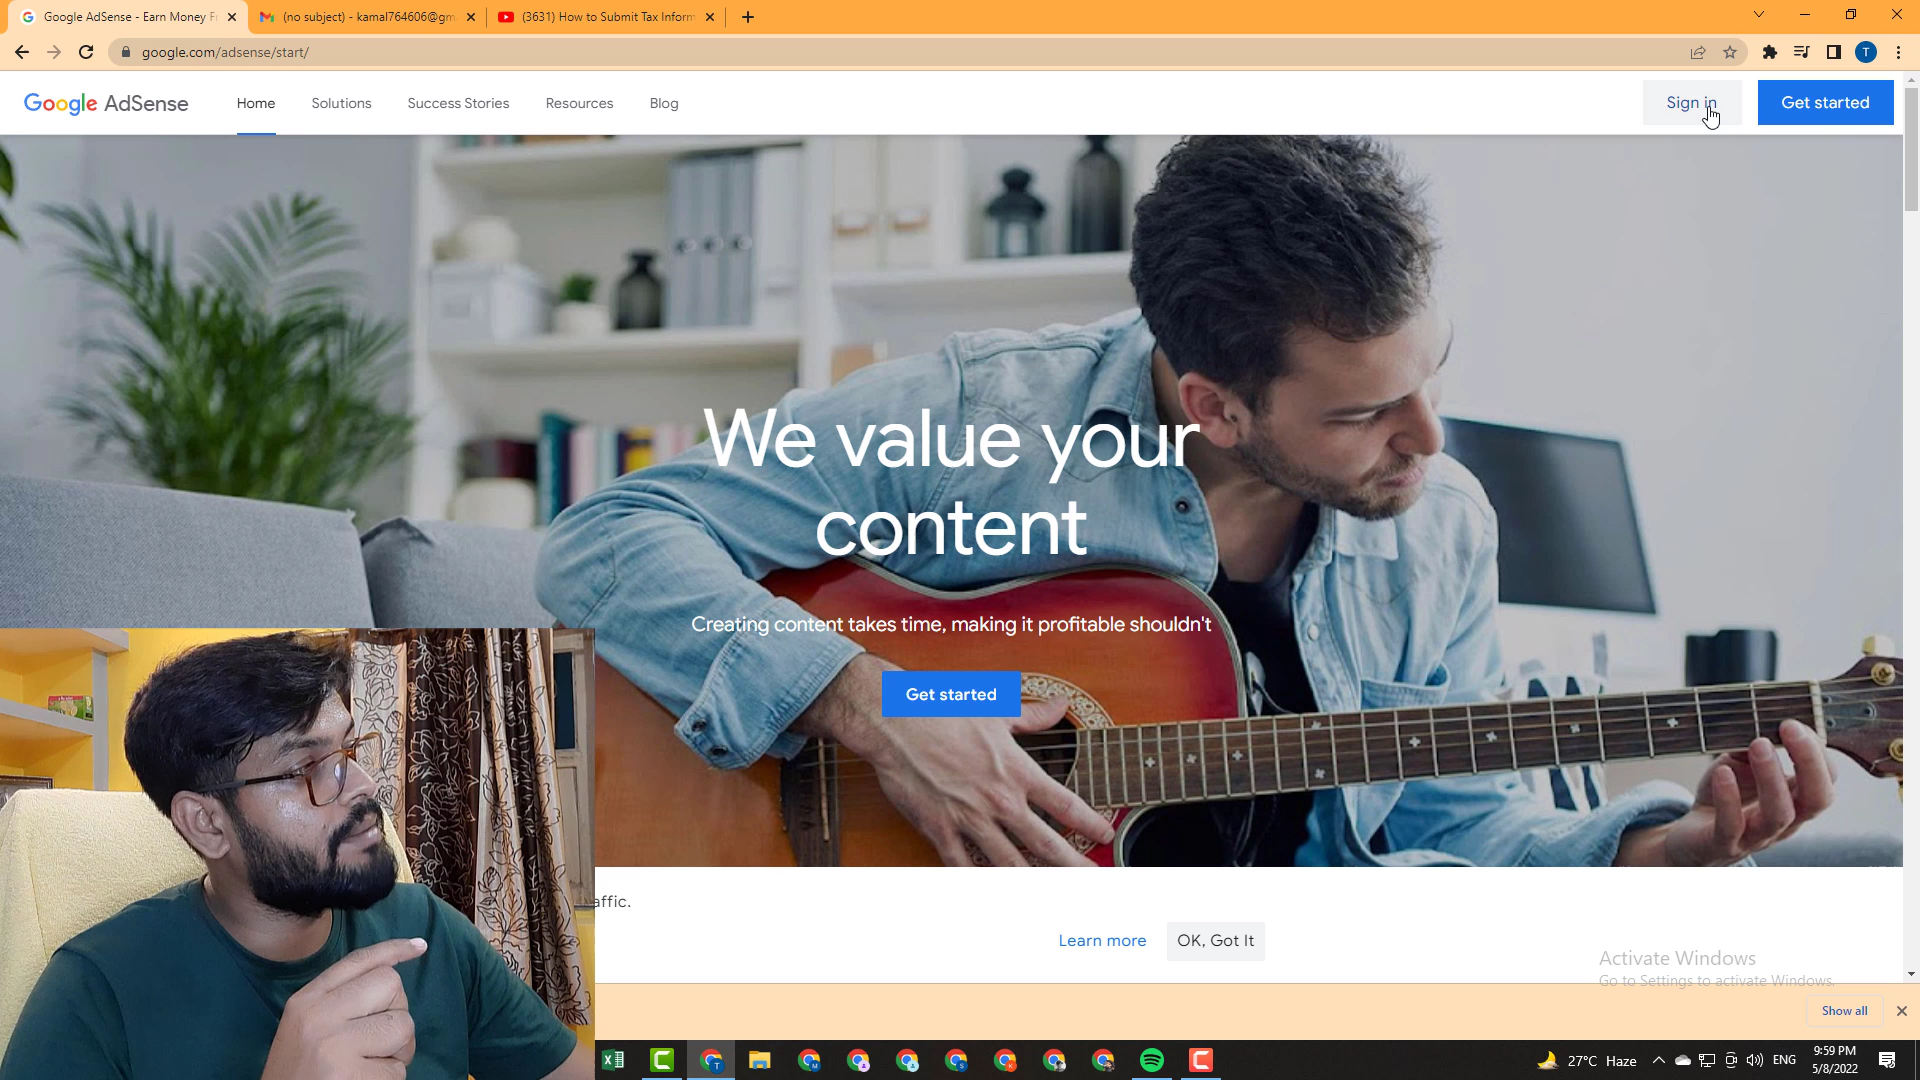 Google AdSense - Earn Money F
(no subject) - kamal764606@gm
(3631) How to Submit Tax Inform
google.com/adsense/start/
T
Google AdSense
Home
Solutions
Success Stories
Resources
Blog
Sign in
Get started
We value your
content
Creating content takes time, making it profitable shouldn't
Get started
affic.
Learn more
OK, Got It
Activate Windows
Go to Settings to activate Windows.
Show all
27°C Haze
ENG
9:59 PM
5/8/2022